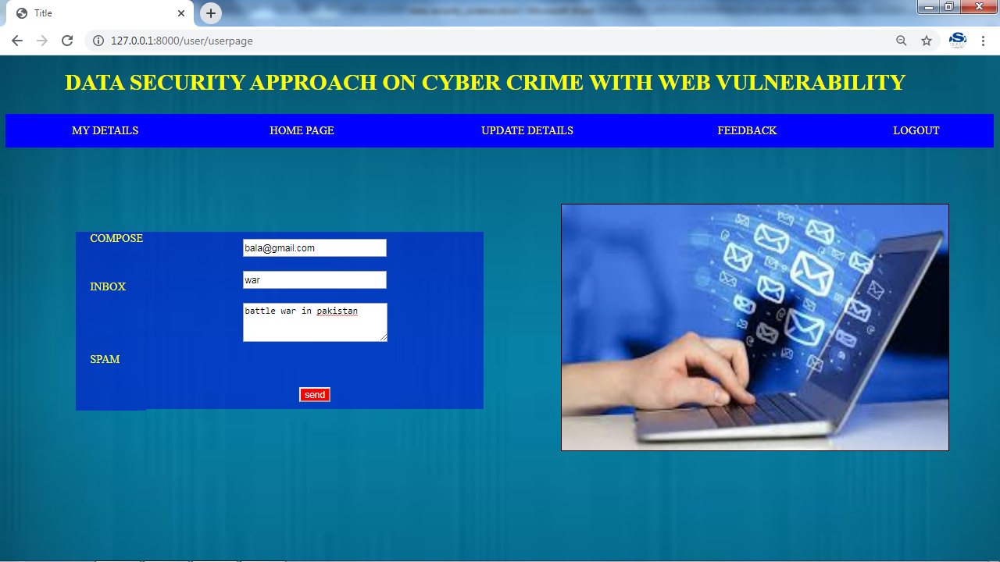 Title
127.0.0.1:8000/user/userpage
DATA SECURITY APPROACH ON CYBER CRIME WITH WEB VULNERABILITY
MY DETAILS HOME PAGE UPDATE DETAILS FEEDBACK LOGOUT
COMPOSE
bala@gmail.com
war
INBOX
battle war in pakistan
SPAM
send